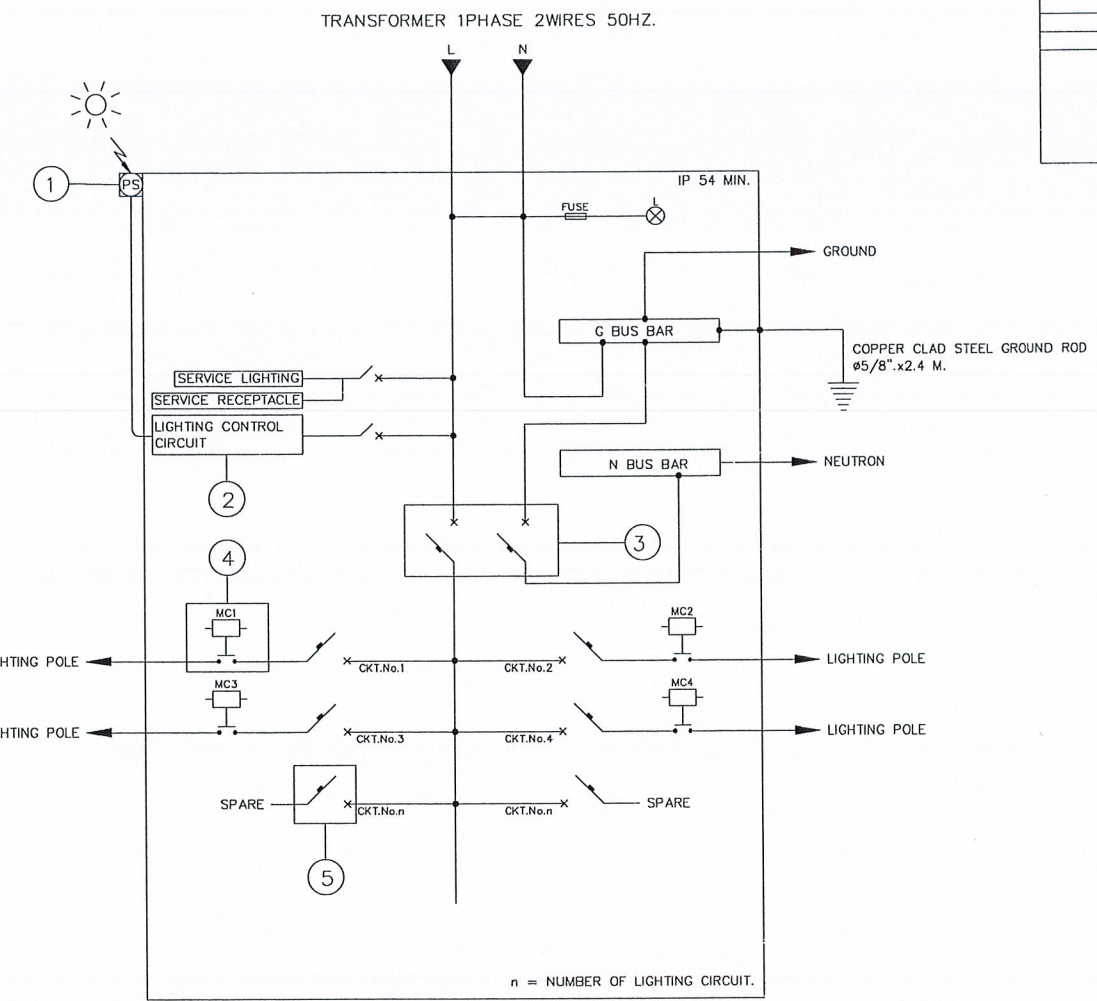 TRANSFORMER 1PHASE 2WIRES 50HZ.
L
N
1
PS
IP 54 MIN.
FUSE
L
GROUND
G BUS BAR
COPPER CLAD STEEL GROUND ROD
ø5/8".x2.4 M.
SERVICE LIGHTING
SERVICE RECEPTACLE
LIGHTING CONTROL
CIRCUIT
N BUS BAR
NEUTRON
2
3
4
MC1
MC2
HTING POLE
CKT.No.1
CKT.No.2
LIGHTING POLE
MC3
MC4
HTING POLE
CKT.No.3
CKT.No.4
LIGHTING POLE
SPARE
CKT.No.n
CKT.No.n
SPARE
5
n = NUMBER OF LIGHTING CIRCUIT.